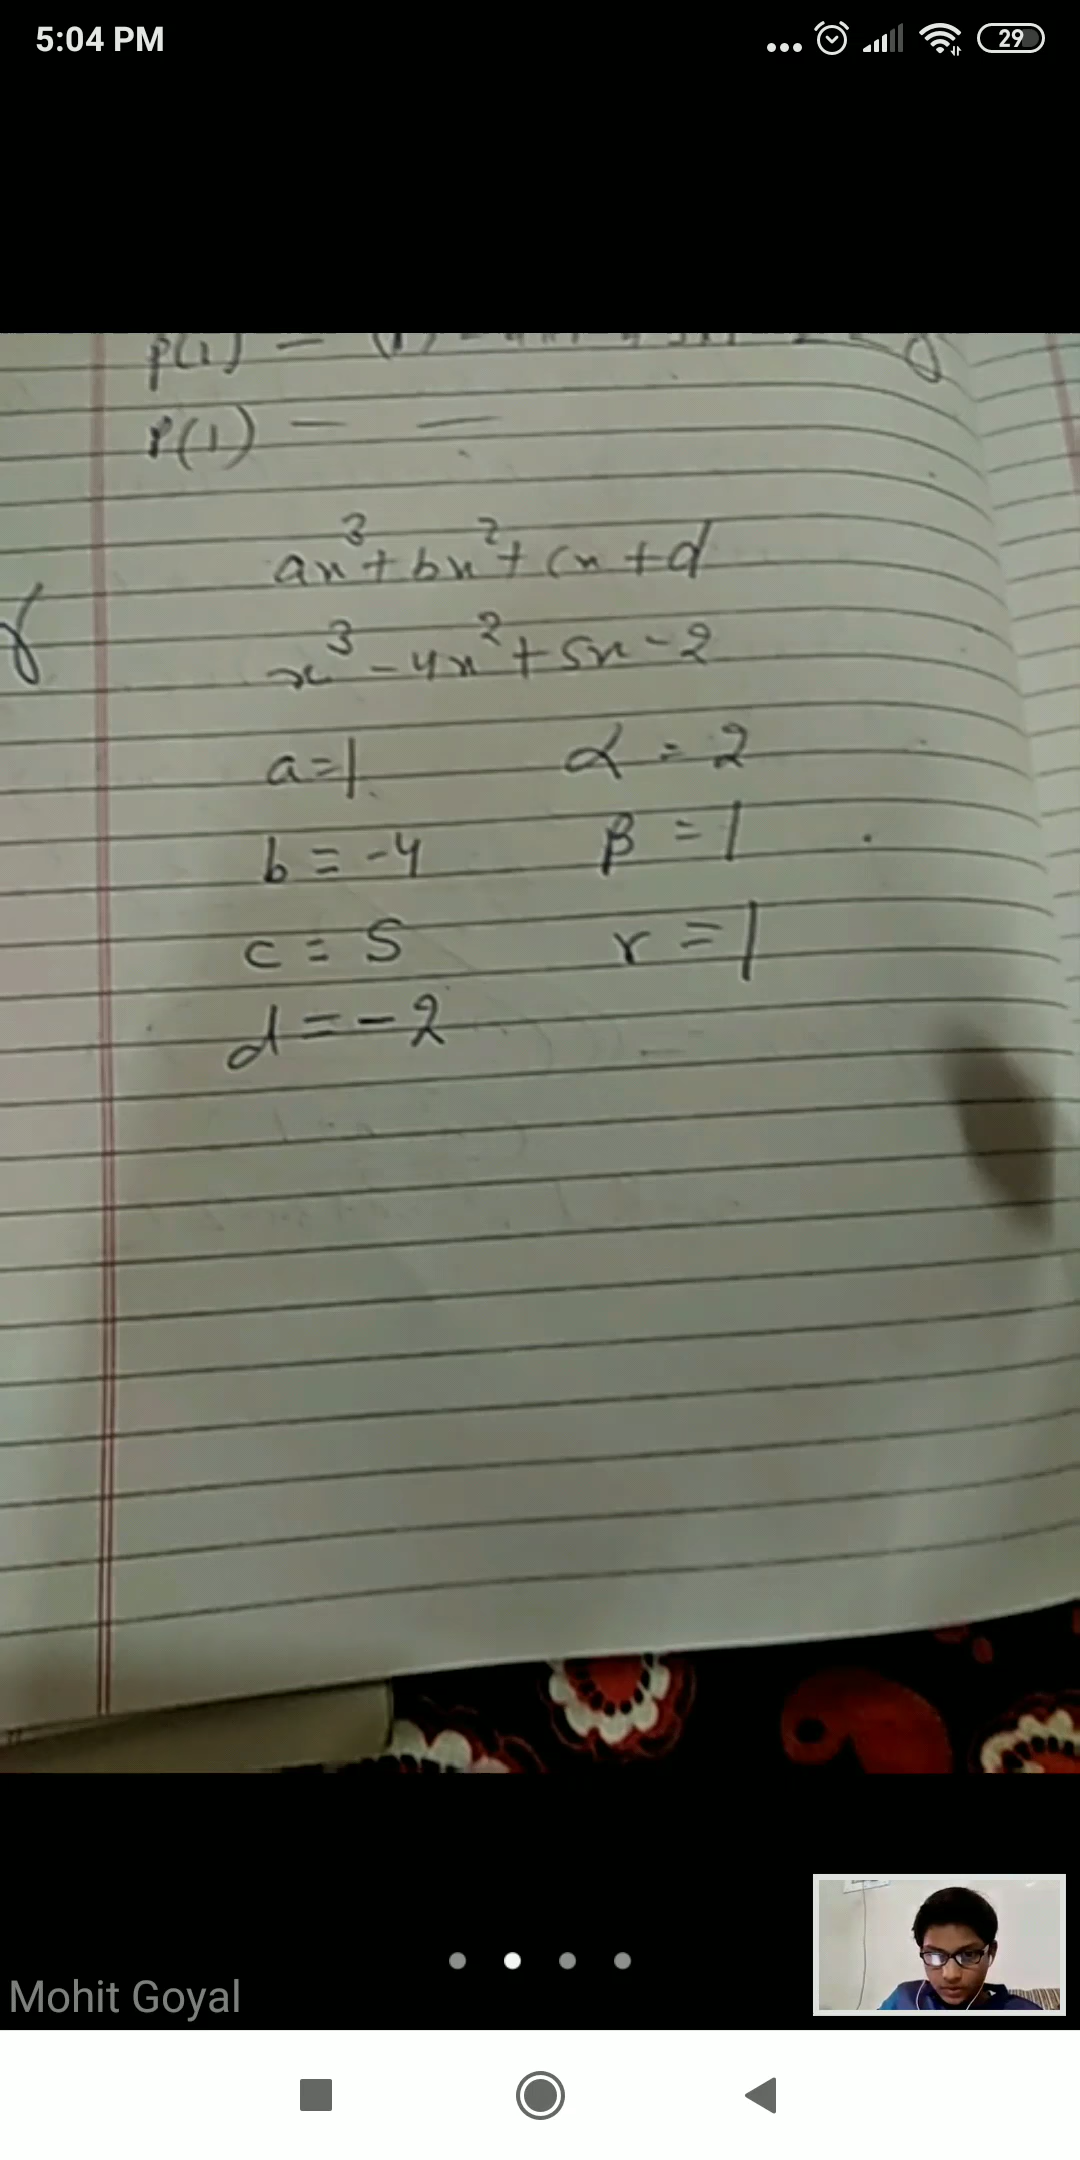 5:04 PM
29
p(1) =
P(1) = —
ax³ + bx² + cx + d
x³ - 4x² + 5x - 2
a = 1 α = 2
b = -4 β = 1
c = 5 r = 1
d = -2
Mohit Goyal